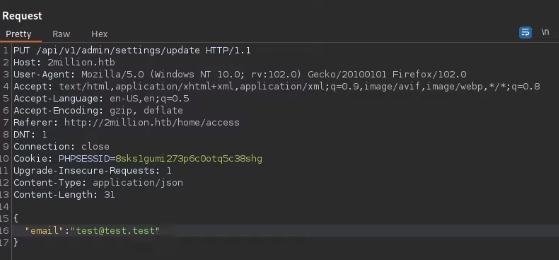 Request
Pretty Raw Hex
\n
1 PUT /api/v1/admin/settings/update HTTP/1.1
2 Host: 2million.htb
3 User-Agent: Mozilla/5.0 (Windows NT 10.0; rv:102.0) Gecko/20100101 Firefox/102.0
4 Accept: text/html,application/xhtml+xml,application/xml;q=0.9,image/avif,image/webp,*/*;q=0.8
5 Accept-Language: en-US,en;q=0.5
6 Accept-Encoding: gzip, deflate
7 Referer: http://2million.htb/home/access
8 DNT: 1
9 Connection: close
10 Cookie: PHPSESSID=8sks1gumi273p6c0otq5c38shg
11 Upgrade-Insecure-Requests: 1
12 Content-Type: application/json
13 Content-Length: 31
14
15 {
16 "email":"test@test.test"
17 }